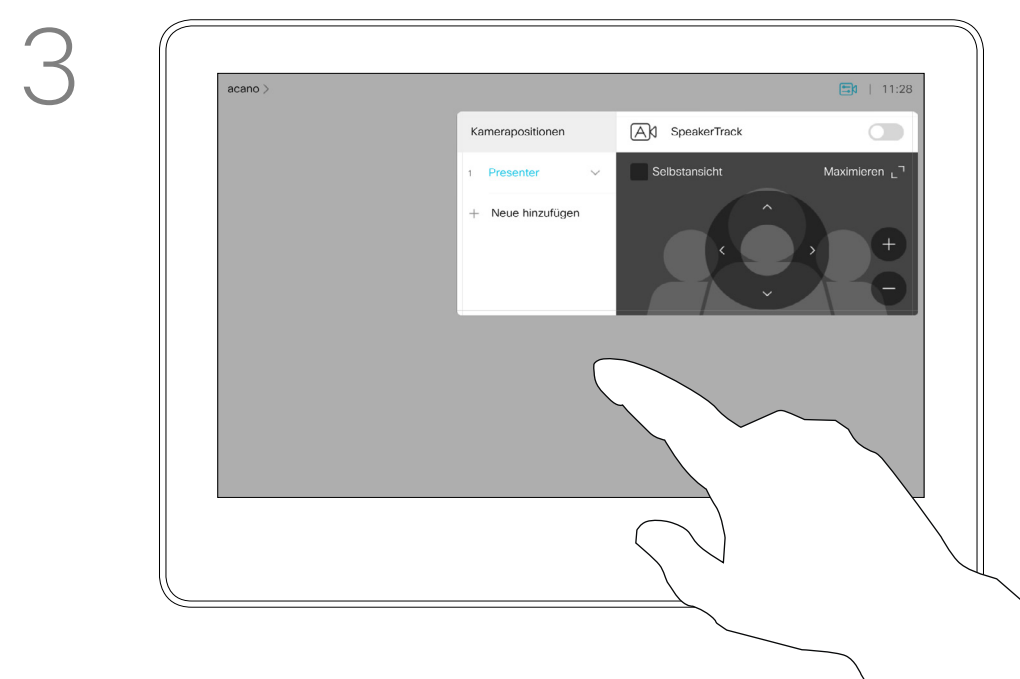 3
acano >
11:28
Kamerapositionen
SpeakerTrack
1 Presenter
Selbstansicht
Maximieren
+ Neue hinzufügen